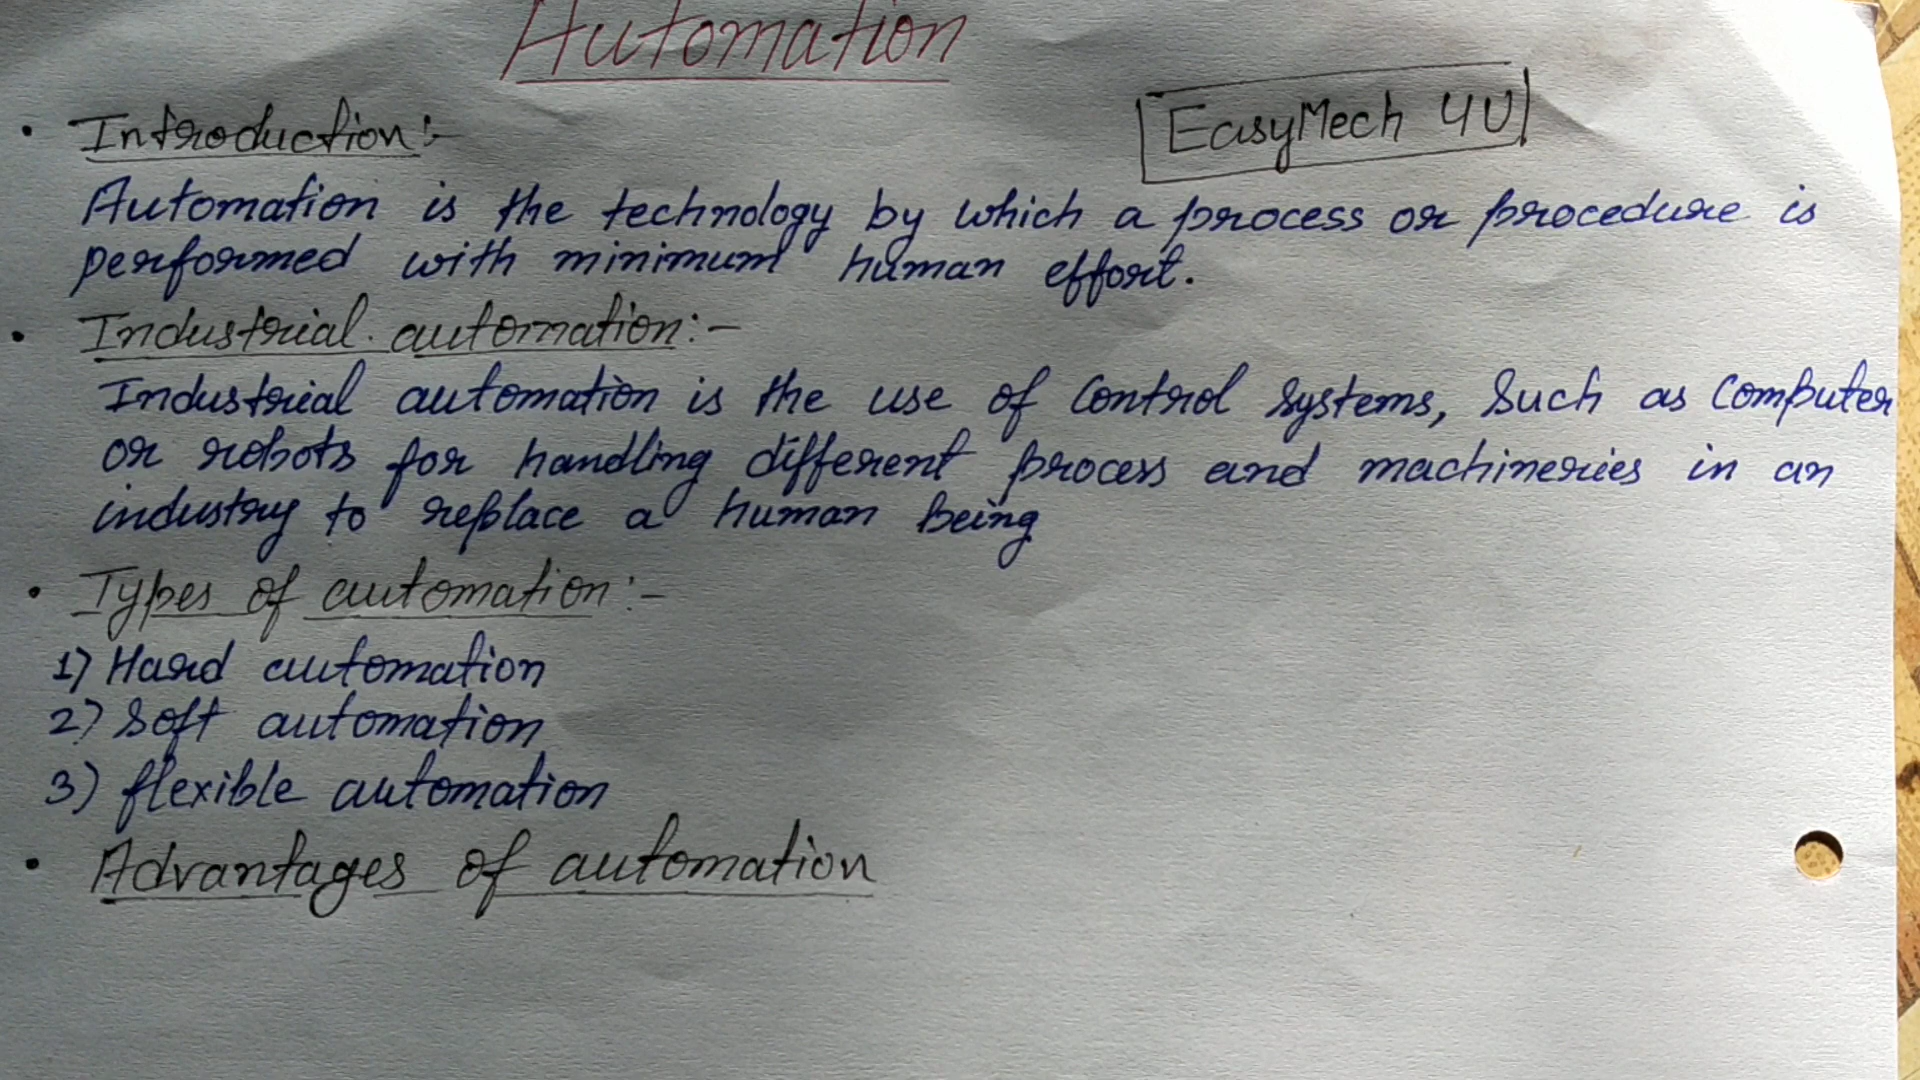 Automation
EasyMech 4U
• Introduction:-
Automation is the technology by which a process or procedure is
performed with minimum human effort.
• Industrial automation:-
Industrial automation is the use of Control Systems, Such as Computer
or robots for handling different process and machineries in an
industry to replace a human being
• Types of automation:-
1) Hard automation
2) Soft automation
3) flexible automation
• Advantages of automation